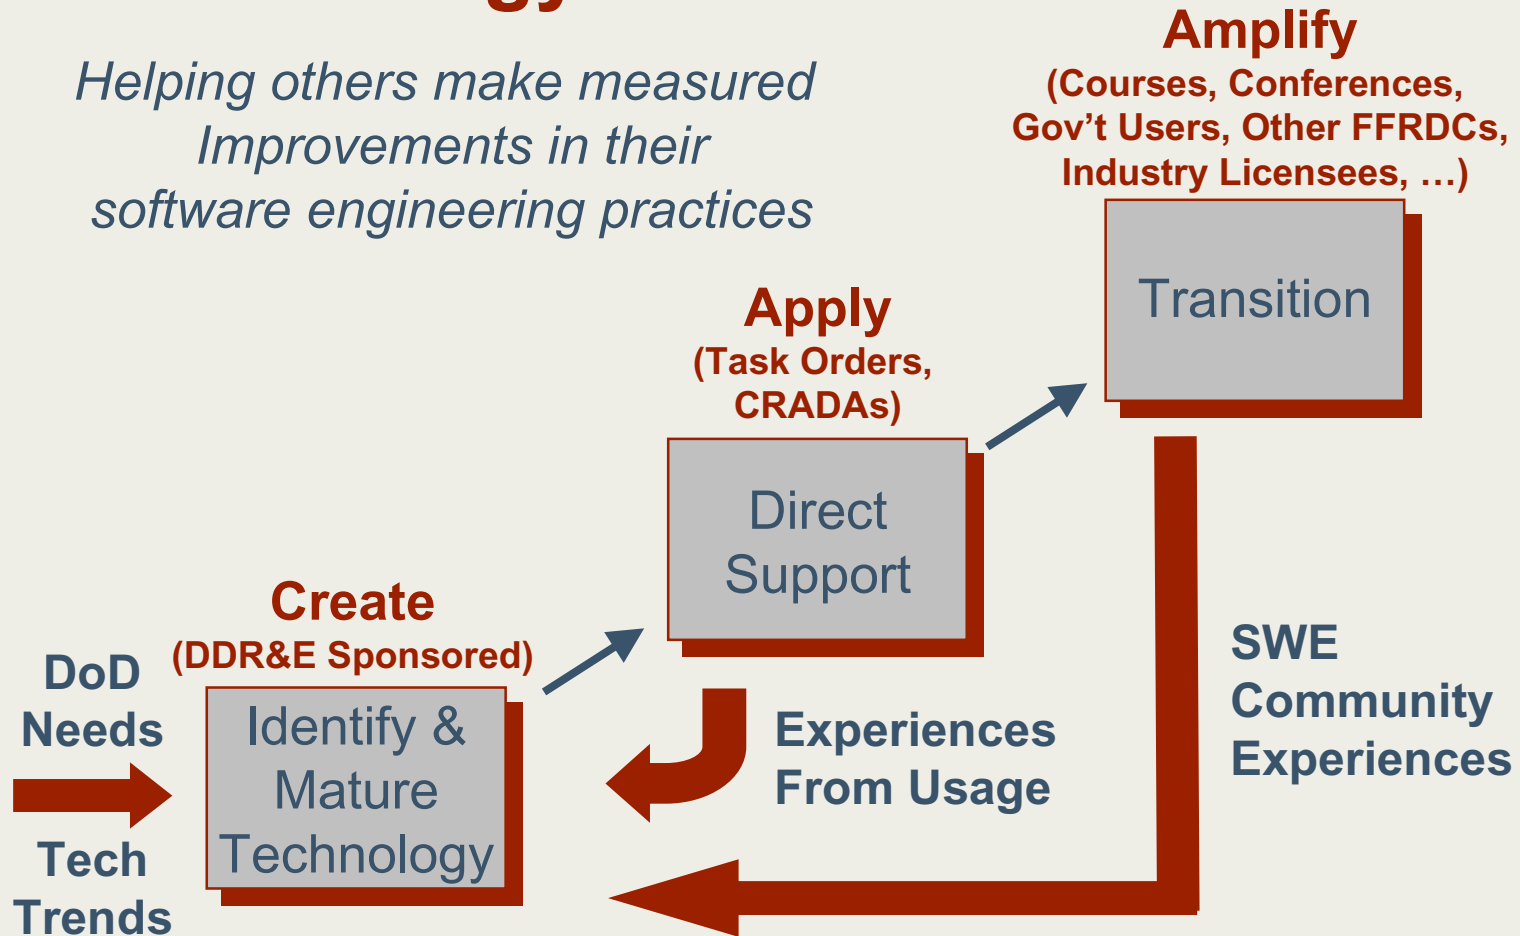 Helping others make measured
Improvements in their
software engineering practices
Amplify
(Courses, Conferences,
Gov't Users, Other FFRDCs,
Industry Licensees, …)
Transition
Apply
(Task Orders,
CRADAs)
Direct
Support
Create
(DDR&E Sponsored)
DoD
Needs
Identify &
Mature
Technology
Tech
Trends
Experiences
From Usage
SWE
Community
Experiences